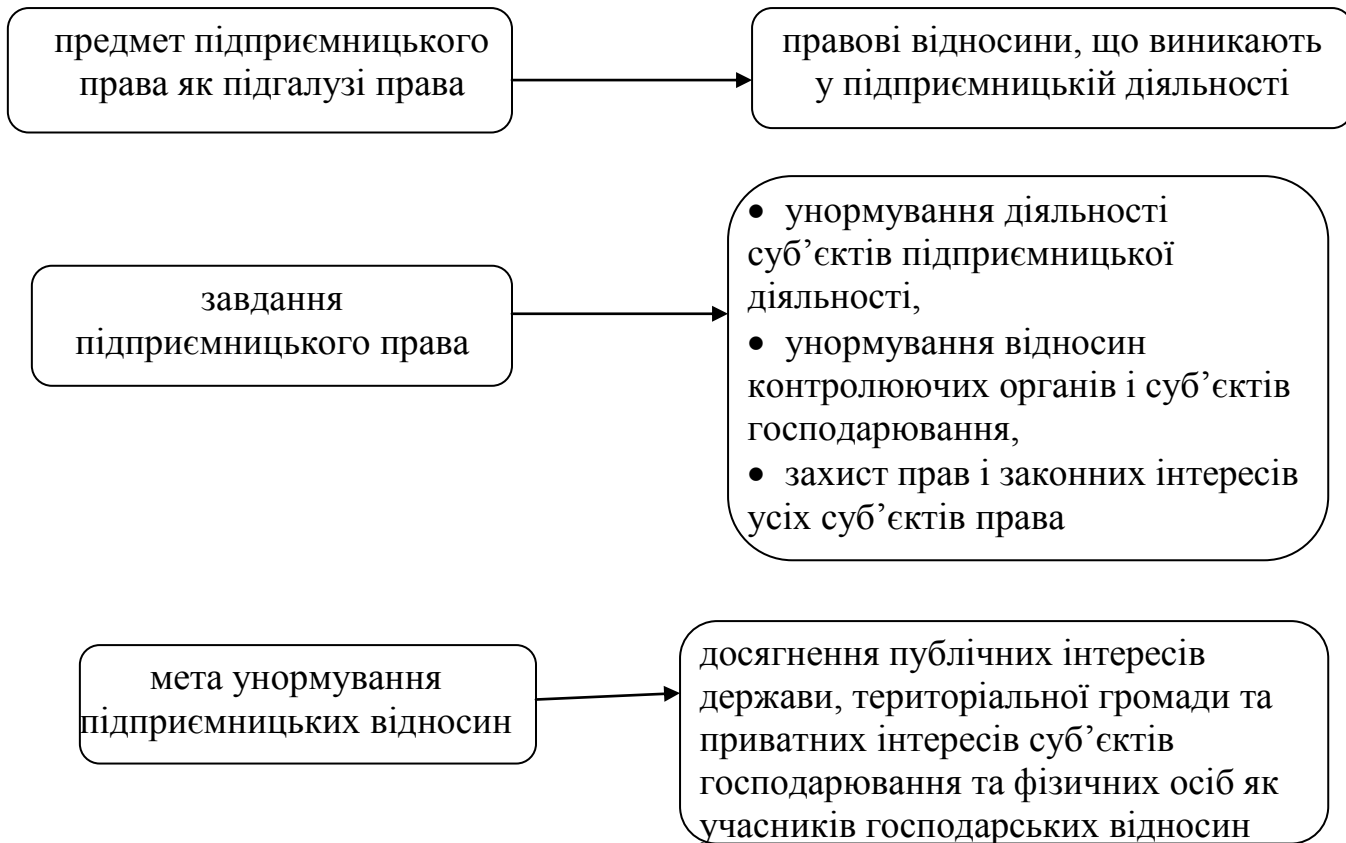 предмет підприємницького
права як підгалузі права
правові відносини, що виникають
у підприємницькій діяльності
завдання
підприємницького права
• унормування діяльності
суб’єктів підприємницької
діяльності,
• унормування відносин
контролюючих органів і суб’єктів
господарювання,
• захист прав і законних інтересів
усіх суб’єктів права
мета унормування
підприємницьких відносин
досягнення публічних інтересів
держави, територіальної громади та
приватних інтересів суб’єктів
господарювання та фізичних осіб як
учасників господарських відносин